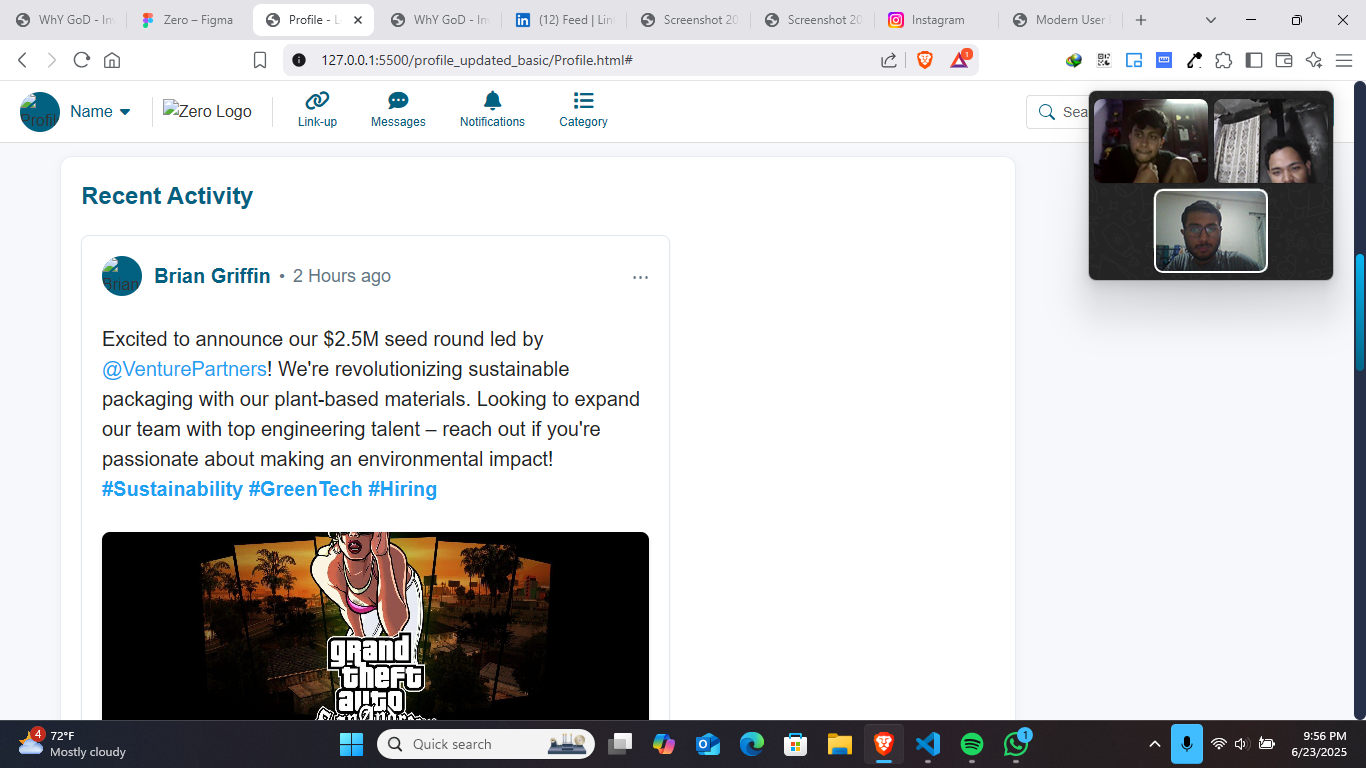 WhY GoD - Inv
Zero – Figma
Profile - L
WhY GoD - Inv
(12) Feed | Lin
Screenshot 20
Screenshot 20
Instagram
Modern User
127.0.0.1:5500/profile_updated_basic/Profile.html#
1
Profil
Name
Zero Logo
Link-up
Messages
Notifications
Category
Sea
Recent Activity
Brian
Brian Griffin • 2 Hours ago
...
Excited to announce our $2.5M seed round led by
@VenturePartners! We're revolutionizing sustainable
packaging with our plant-based materials. Looking to expand
our team with top engineering talent – reach out if you're
passionate about making an environmental impact!
#Sustainability #GreenTech #Hiring
grand
theft
auto
4
72°F
Mostly cloudy
Quick search
1
9:56 PM
6/23/2025